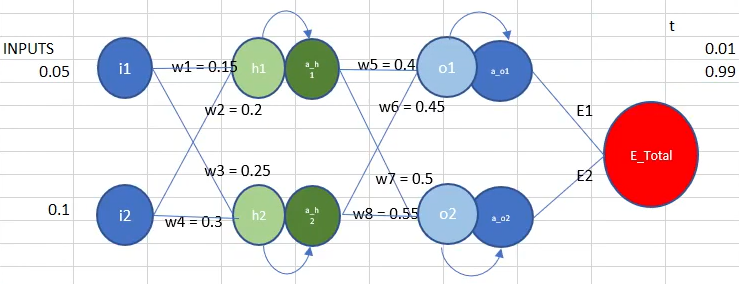 t
INPUTS
0.01
0.05
0.99
i1
w1 = 0.15
h1
a_h
1
w5 = 0.4
o1
a_o1
w2 = 0.2
w6 = 0.45
E1
E_Total
w3 = 0.25
w7 = 0.5
E2
0.1
i2
w4 = 0.3
h2
a_h
2
w8 = 0.55
o2
a_o2